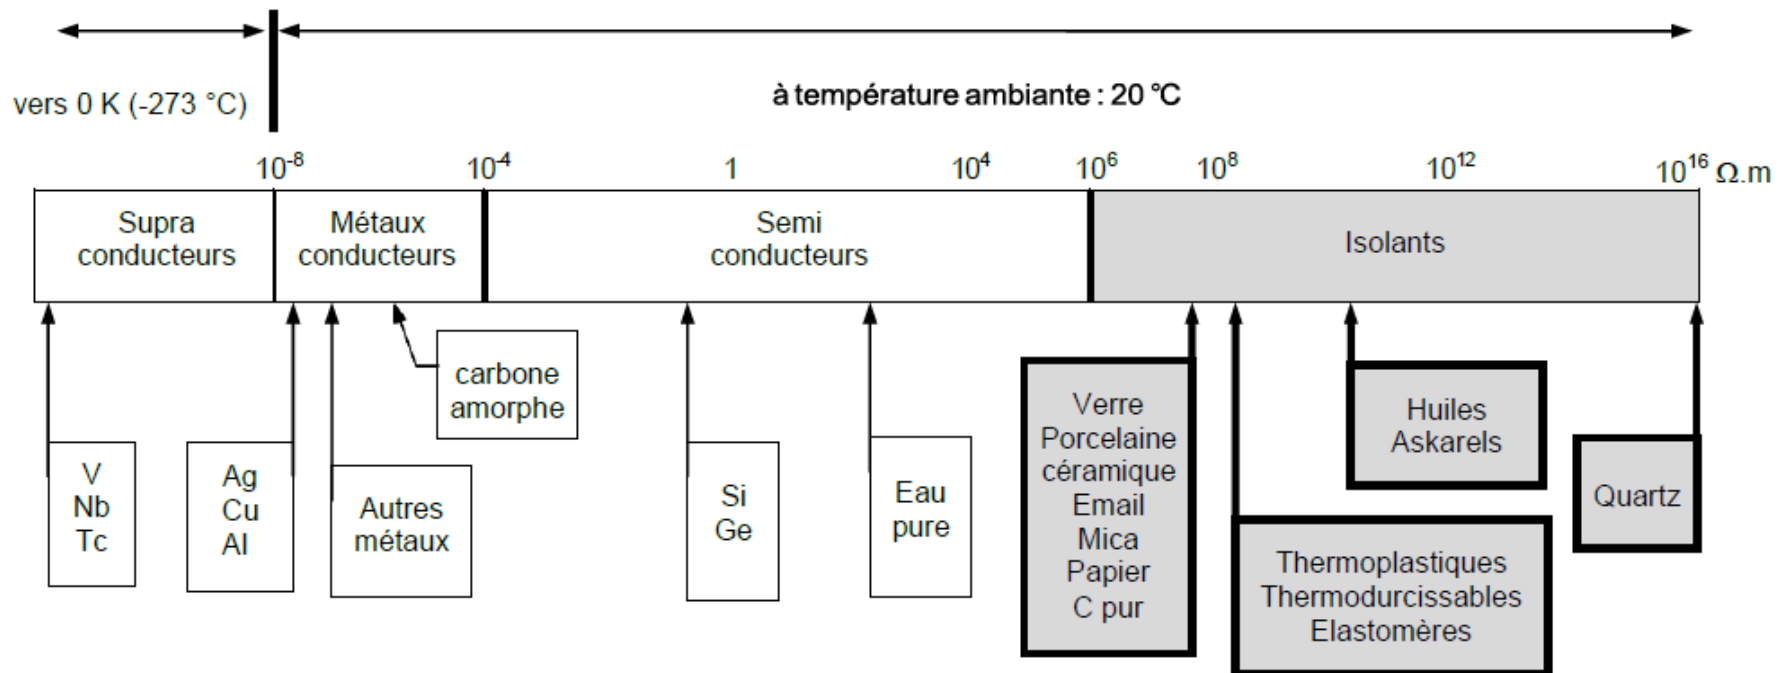 vers 0 K (-273 °C)
à température ambiante : 20 °C
10⁻⁸ 10⁻⁴ 1 10⁴ 10⁶ 10⁸ 10¹² 10¹⁶ Ω.m
Supra
conducteurs
Métaux
conducteurs
Semi
conducteurs
Isolants
V
Nb
Tc
Ag
Cu
Al
Autres
métaux
carbone
amorphe
Si
Ge
Eau
pure
Verre
Porcelaine
céramique
Email
Mica
Papier
C pur
Thermoplastiques
Thermodurcissables
Elastomères
Huiles
Askarels
Quartz